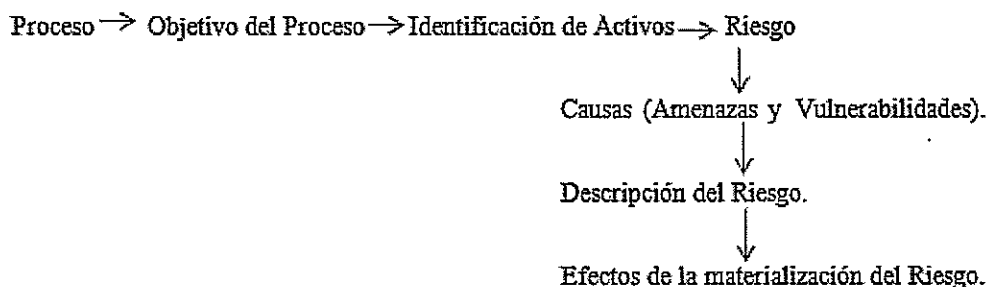 Proceso → Objetivo del Proceso → Identificación de Activos → Riesgo
Causas (Amenazas y Vulnerabilidades).
Descripción del Riesgo.
Efectos de la materialización del Riesgo.